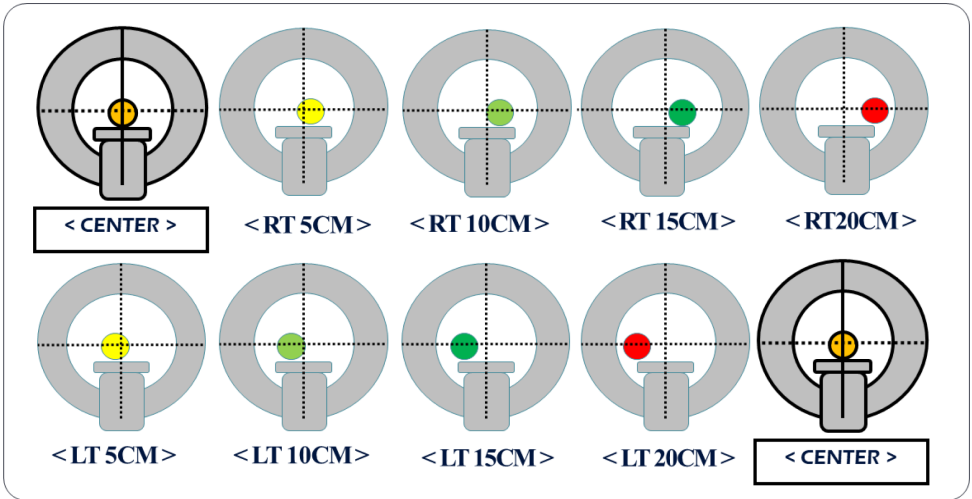 < CENTER >
< RT 5CM >
< RT 10CM >
< RT 15CM >
< RT20CM >
< LT 5CM >
< LT 10CM >
< LT 15CM >
< LT 20CM >
< CENTER >